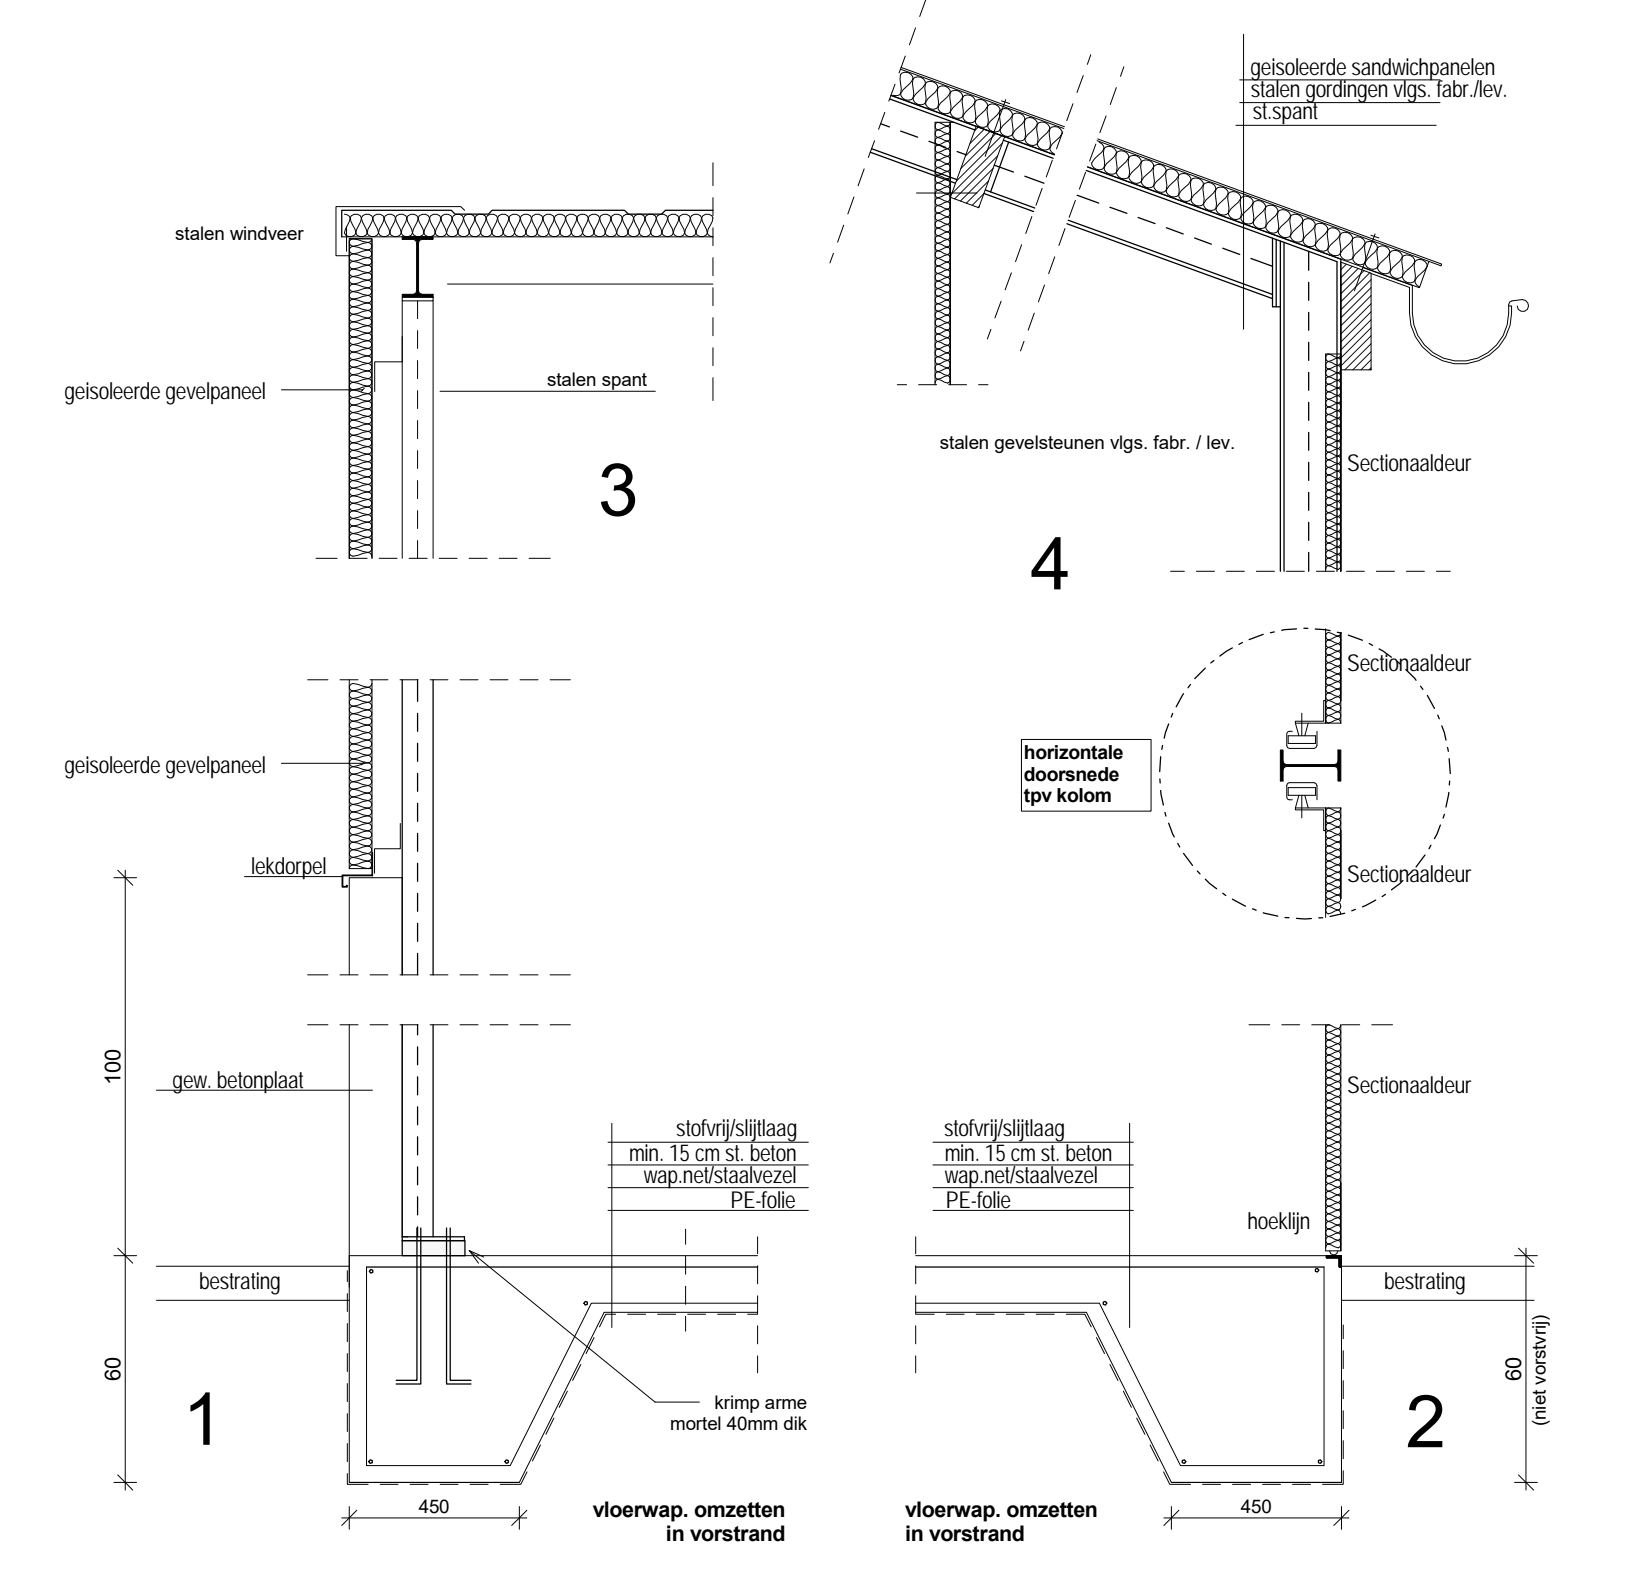 geisoleerde sandwichpanelen
stalen gordingen vlgs. fabr./lev.
st.spant
stalen windveer
geisoleerde gevelpaneel
stalen spant
3
stalen gevelsteunen vlgs. fabr. / lev.
Sectionaaldeur
4
Sectionaaldeur
horizontale
doorsnede
tpv kolom
Sectionaaldeur
geisoleerde gevelpaneel
lekdorpel
100
gew. betonplaat
stofvrij/slijtlaag
min. 15 cm st. beton
wap.net/staalvezel
PE-folie
stofvrij/slijtlaag
min. 15 cm st. beton
wap.net/staalvezel
PE-folie
Sectionaaldeur
hoeklijn
bestrating
bestrating
60
60
(niet vorstvrij)
krimp arme
mortel 40mm dik
1
2
450
450
vloerwap. omzetten
in vorstrand
vloerwap. omzetten
in vorstrand